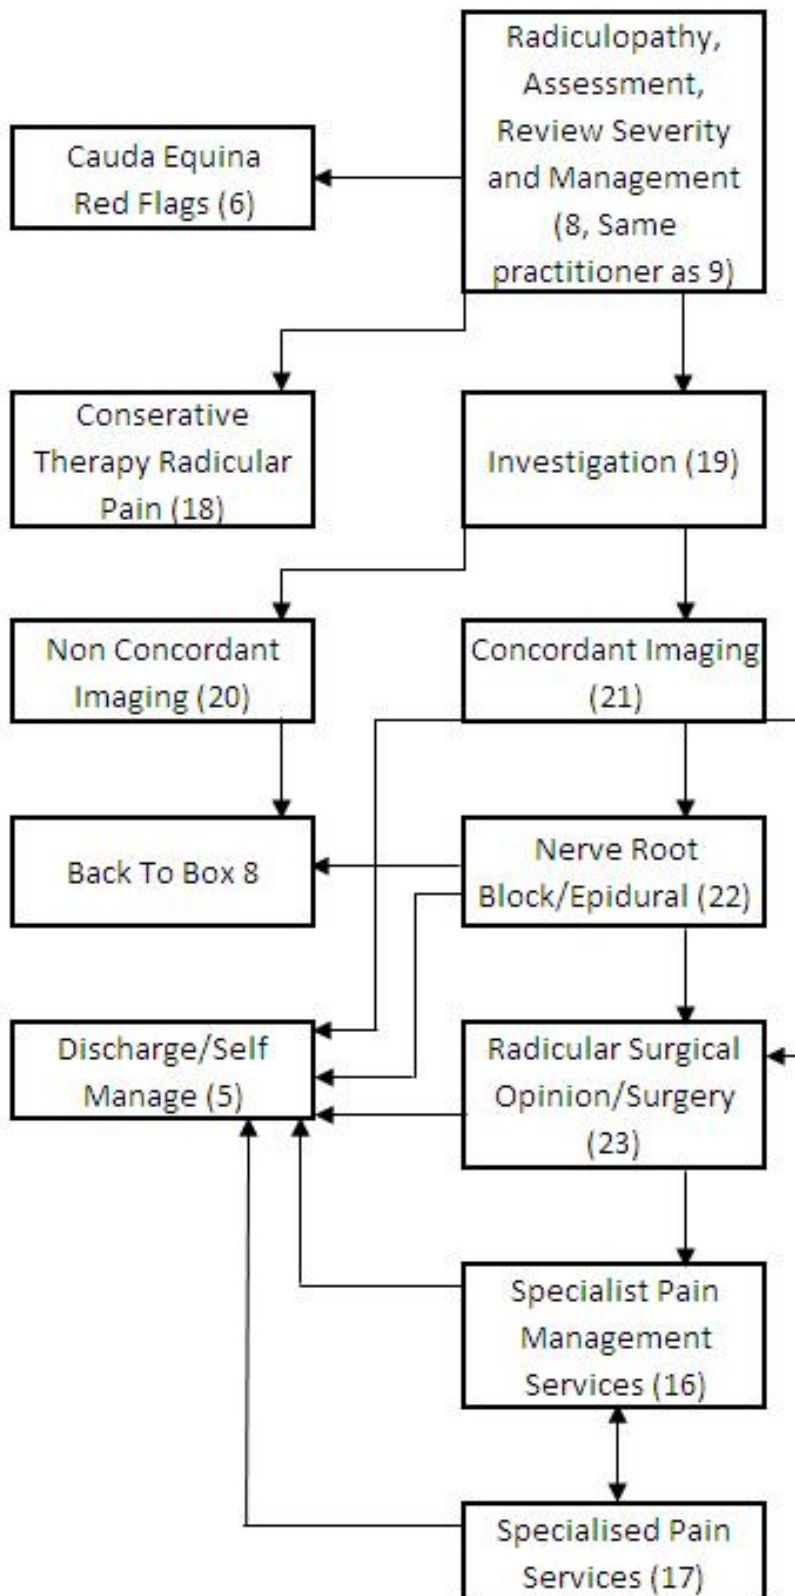 Radiculopathy,
Assessment,
Review Severity
and Management
(8, Same
practitioner as 9)
Cauda Equina
Red Flags (6)
Conserative
Therapy Radicular
Pain (18)
Investigation (19)
Non Concordant
Imaging (20)
Concordant Imaging
(21)
Back To Box 8
Nerve Root
Block/Epidural (22)
Discharge/Self
Manage (5)
Radicular Surgical
Opinion/Surgery
(23)
Specialist Pain
Management
Services (16)
Specialised Pain
Services (17)